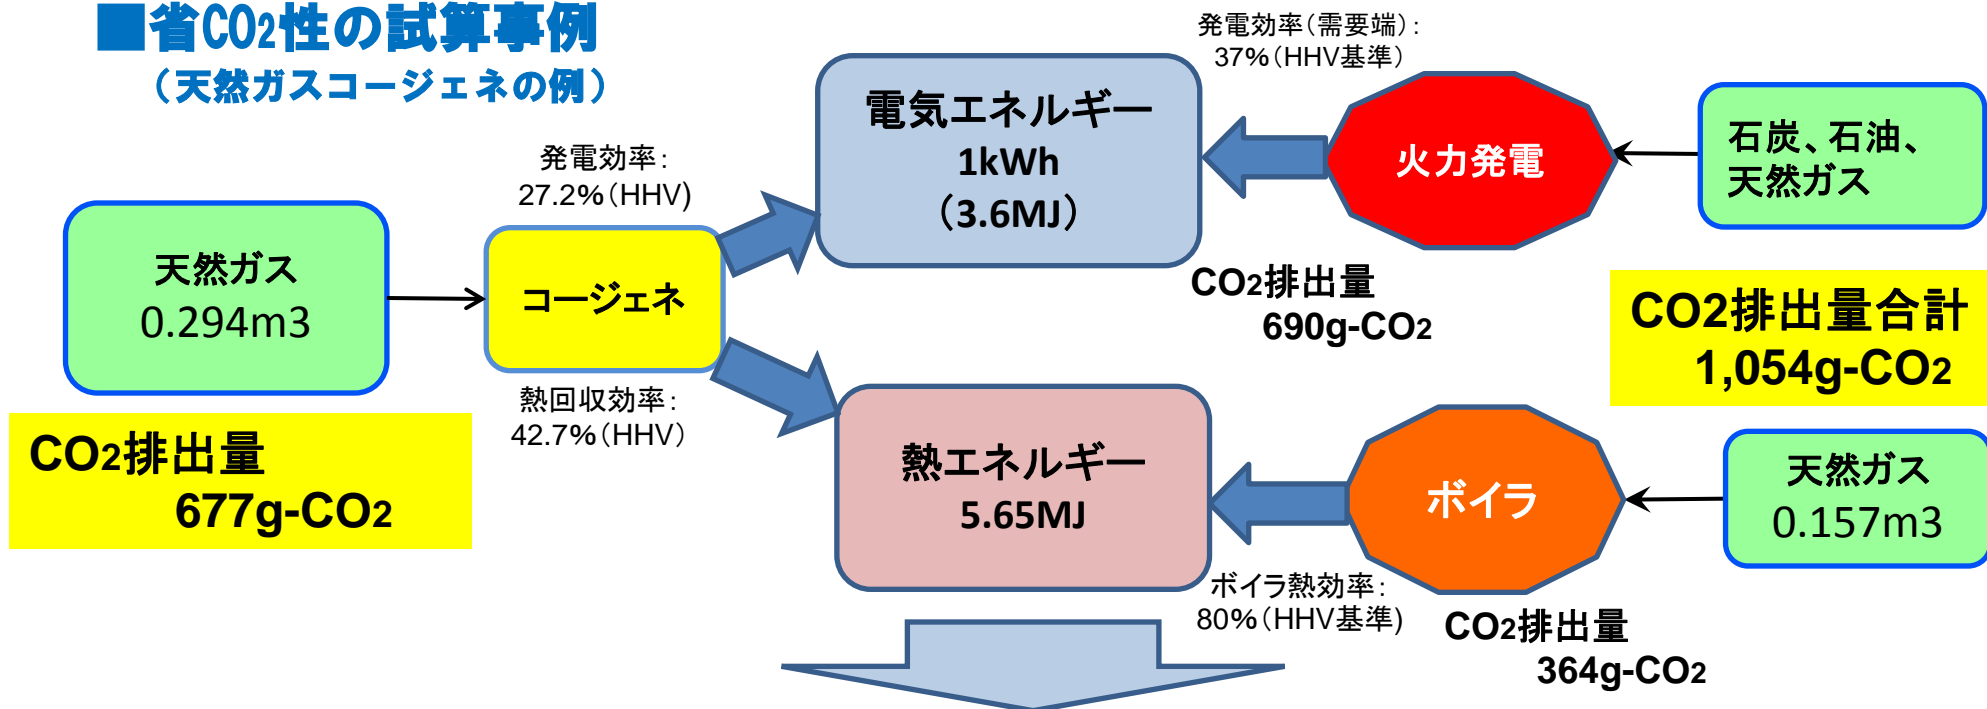 ■省CO2性の試算事例
（天然ガスコージェネの例）
発電効率：
27.2%（HHV)
天然ガス
0.294m3
コージェネ
熱回収効率：
42.7%（HHV）
CO2排出量
677g-CO2
電気エネルギー
1kWh
（3.6MJ）
発電効率（需要端）：
37%（HHV基準）
火力発電
石炭、石油、
天然ガス
CO2排出量
690g-CO2
CO2排出量合計
1,054g-CO2
熱エネルギー
5.65MJ
ボイラ
天然ガス
0.157m3
ボイラ熱効率：
80%（HHV基準)
CO2排出量
364g-CO2